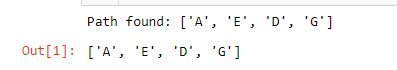 Path found: ['A', 'E', 'D', 'G']
Out[1]: ['A', 'E', 'D', 'G']